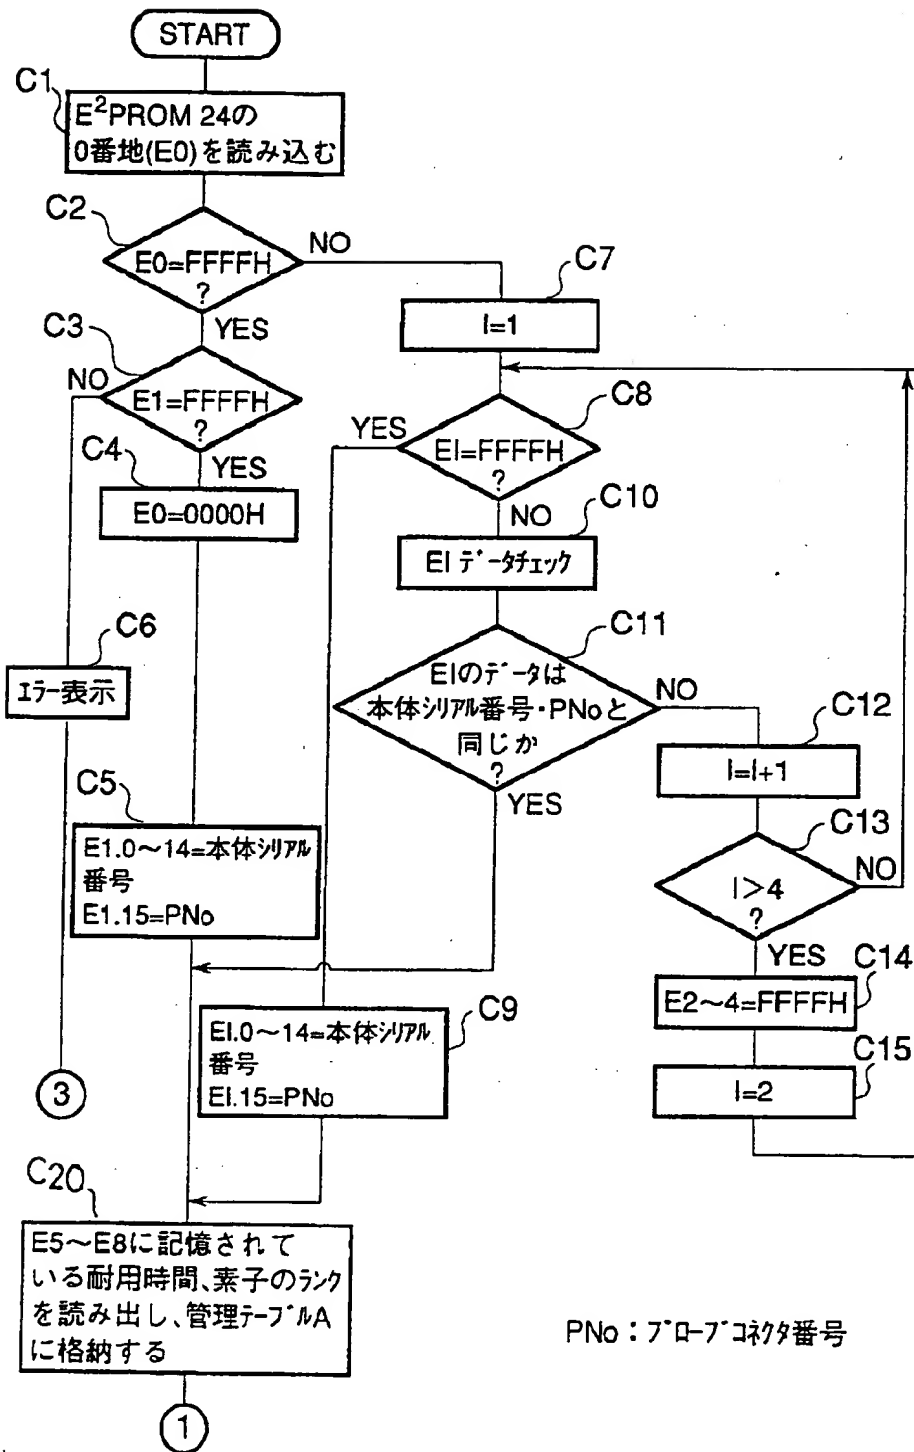 START
C1
E²PROM 24の
0番地(E0)を読み込む
C2
E0=FFFFH
?
NO
YES
C7
I=1
C3
NO
E1=FFFFH
?
YES
C8
YES
EI=FFFFH
?
NO
C4
E0=0000H
C10
EI データチェック
C11
EIのデータは
本体シリアル番号・PNoと
同じか
?
NO
YES
C6
エラー表示
C12
I=I+1
C13
I>4
?
NO
YES
C5
E1.0～14=本体シリアル
番号
E1.15=PNo
C14
E2～4=FFFFH
C9
EI.0～14=本体シリアル
番号
EI.15=PNo
C15
I=2
3
C20
E5～E8に記憶されて
いる耐用時間、素子のランク
を読み出し、管理テーブルA
に格納する
PNo：プローブコネクタ番号
1